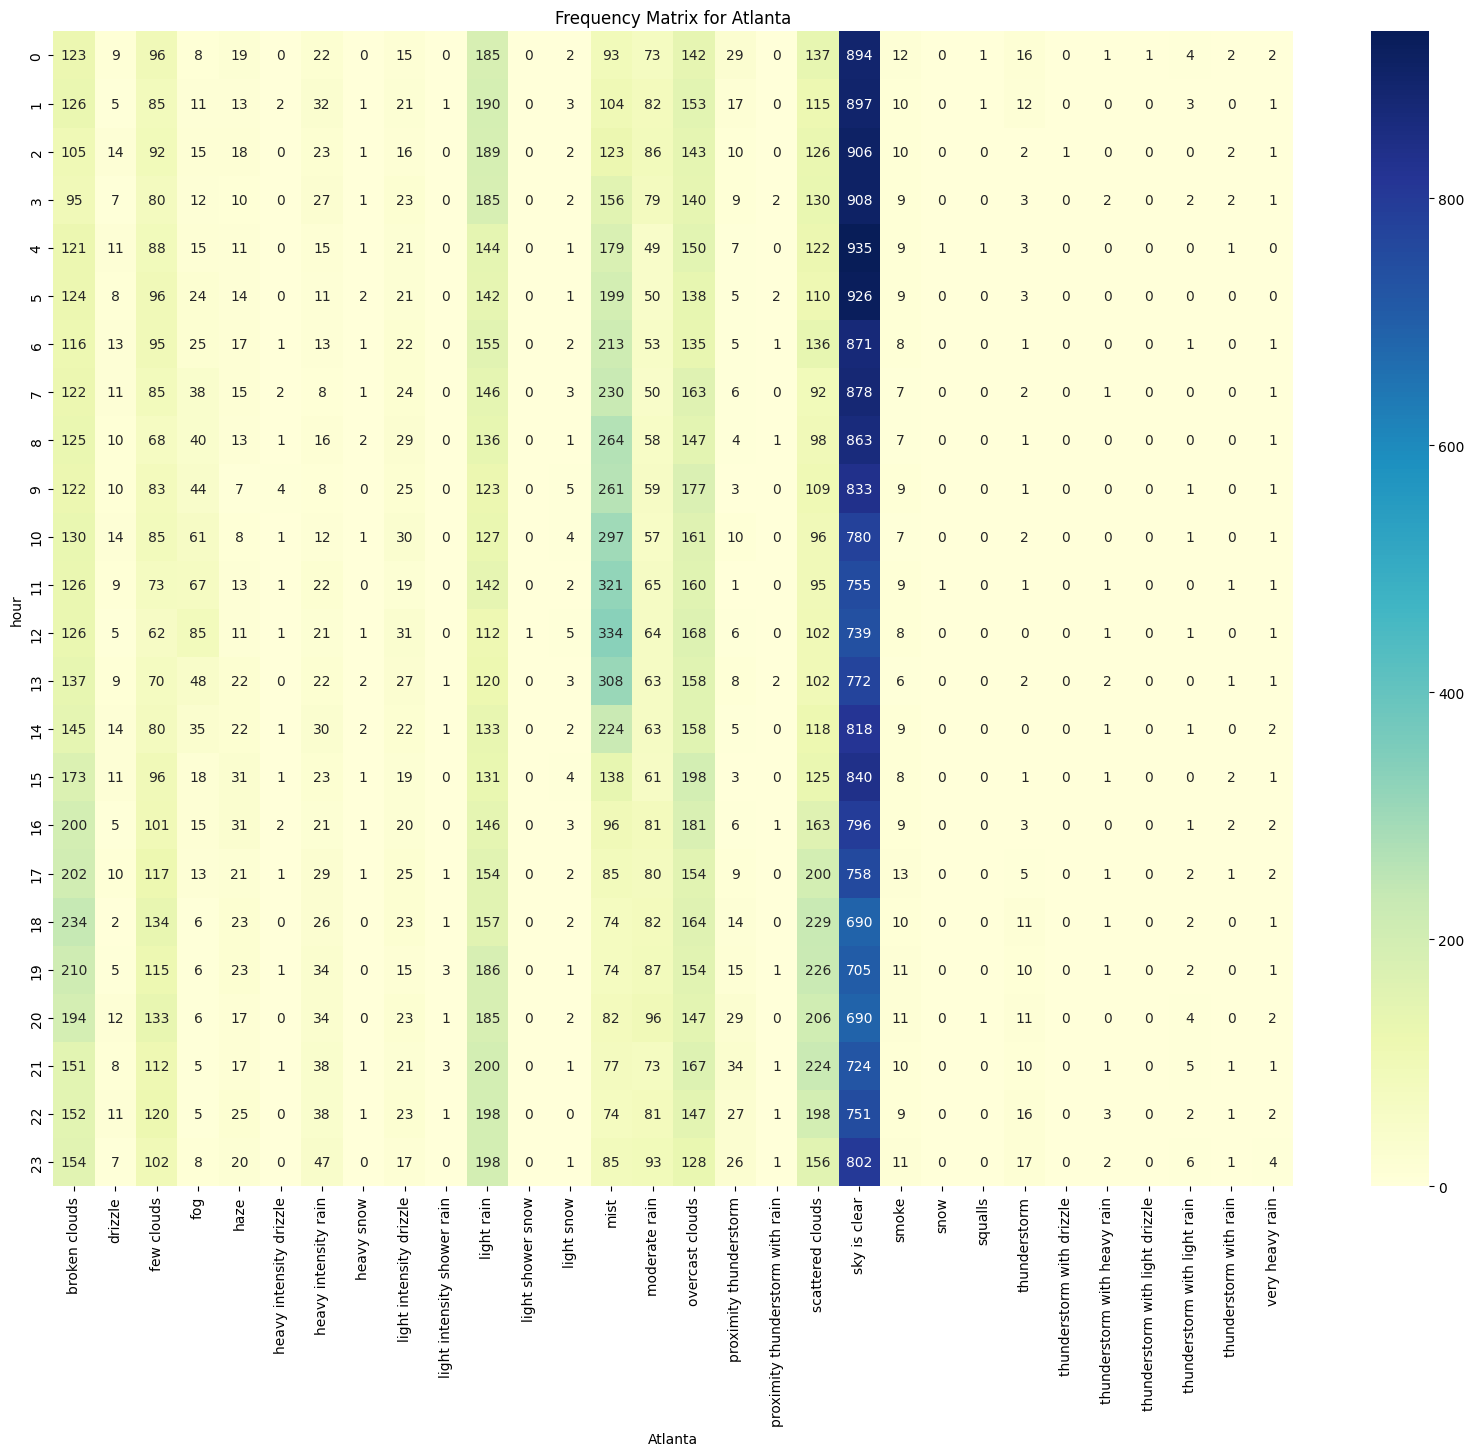 Frequency Matrix for Atlanta
0 123 9 96 8 19 0 22 0 15 0 185 0 2 93 73 142 29 0 137 894 12 0 1 16 0 1 1 4 2 2
1 126 5 85 11 13 2 32 1 21 1 190 0 3 104 82 153 17 0 115 897 10 0 1 12 0 0 0 3 0 1
2 105 14 92 15 18 0 23 1 16 0 189 0 2 123 86 143 10 0 126 906 10 0 0 2 1 0 0 0 2 1
3 95 7 80 12 10 0 27 1 23 0 185 0 2 156 79 140 9 2 130 908 9 0 0 3 0 2 0 2 2 1
4 121 11 88 15 11 0 15 1 21 0 144 0 1 179 49 150 7 0 122 935 9 1 1 3 0 0 0 0 1 0
5 124 8 96 24 14 0 11 2 21 0 142 0 1 199 50 138 5 2 110 926 9 0 0 3 0 0 0 0 0 0
6 116 13 95 25 17 1 13 1 22 0 155 0 2 213 53 135 5 1 136 871 8 0 0 1 0 0 0 1 0 1
7 122 11 85 38 15 2 8 1 24 0 146 0 3 230 50 163 6 0 92 878 7 0 0 2 0 1 0 0 0 1
8 125 10 68 40 13 1 16 2 29 0 136 0 1 264 58 147 4 1 98 863 7 0 0 1 0 0 0 0 0 1
9 122 10 83 44 7 4 8 0 25 0 123 0 5 261 59 177 3 0 109 833 9 0 0 1 0 0 0 1 0 1
10 130 14 85 61 8 1 12 1 30 0 127 0 4 297 57 161 10 0 96 780 7 0 0 2 0 0 0 1 0 1
11 126 9 73 67 13 1 22 0 19 0 142 0 2 321 65 160 1 0 95 755 9 1 0 1 0 1 0 0 1 1
12 126 5 62 85 11 1 21 1 31 0 112 1 5 334 64 168 6 0 102 739 8 0 0 0 0 1 0 1 0 1
13 137 9 70 48 22 0 22 2 27 1 120 0 3 308 63 158 8 2 102 772 6 0 0 2 0 2 0 0 1 1
14 145 14 80 35 22 1 30 2 22 1 133 0 2 224 63 158 5 0 118 818 9 0 0 0 0 1 0 1 0 2
15 173 11 96 18 31 1 23 1 19 0 131 0 4 138 61 198 3 0 125 840 8 0 0 1 0 1 0 0 2 1
16 200 5 101 15 31 2 21 1 20 0 146 0 3 96 81 181 6 1 163 796 9 0 0 3 0 0 0 1 2 2
17 202 10 117 13 21 1 29 1 25 1 154 0 2 85 80 154 9 0 200 758 13 0 0 5 0 1 0 2 1 2
18 234 2 134 6 23 0 26 0 23 1 157 0 2 74 82 164 14 0 229 690 10 0 0 11 0 1 0 2 0 1
19 210 5 115 6 23 1 34 0 15 3 186 0 1 74 87 154 15 1 226 705 11 0 0 10 0 1 0 2 0 1
20 194 12 133 6 17 0 34 0 23 1 185 0 2 82 96 147 29 0 206 690 11 0 1 11 0 0 0 4 0 2
21 151 8 112 5 17 1 38 1 21 3 200 0 1 77 73 167 34 1 224 724 10 0 0 10 0 1 0 5 1 1
22 152 11 120 5 25 0 38 1 23 1 198 0 0 74 81 147 27 1 198 751 9 0 0 16 0 3 0 2 1 2
23 154 7 102 8 20 0 47 0 17 0 198 0 1 85 93 128 26 1 156 802 11 0 0 17 0 2 0 6 1 4
hour
broken clouds
drizzle
few clouds
fog
haze
heavy intensity drizzle
heavy intensity rain
heavy snow
light intensity drizzle
light intensity shower rain
light rain
light shower snow
light snow
mist
moderate rain
overcast clouds
proximity thunderstorm
proximity thunderstorm with rain
scattered clouds
sky is clear
smoke
snow
squalls
thunderstorm
thunderstorm with drizzle
thunderstorm with heavy rain
thunderstorm with light drizzle
thunderstorm with light rain
thunderstorm with rain
very heavy rain
Atlanta
800
600
400
200
0